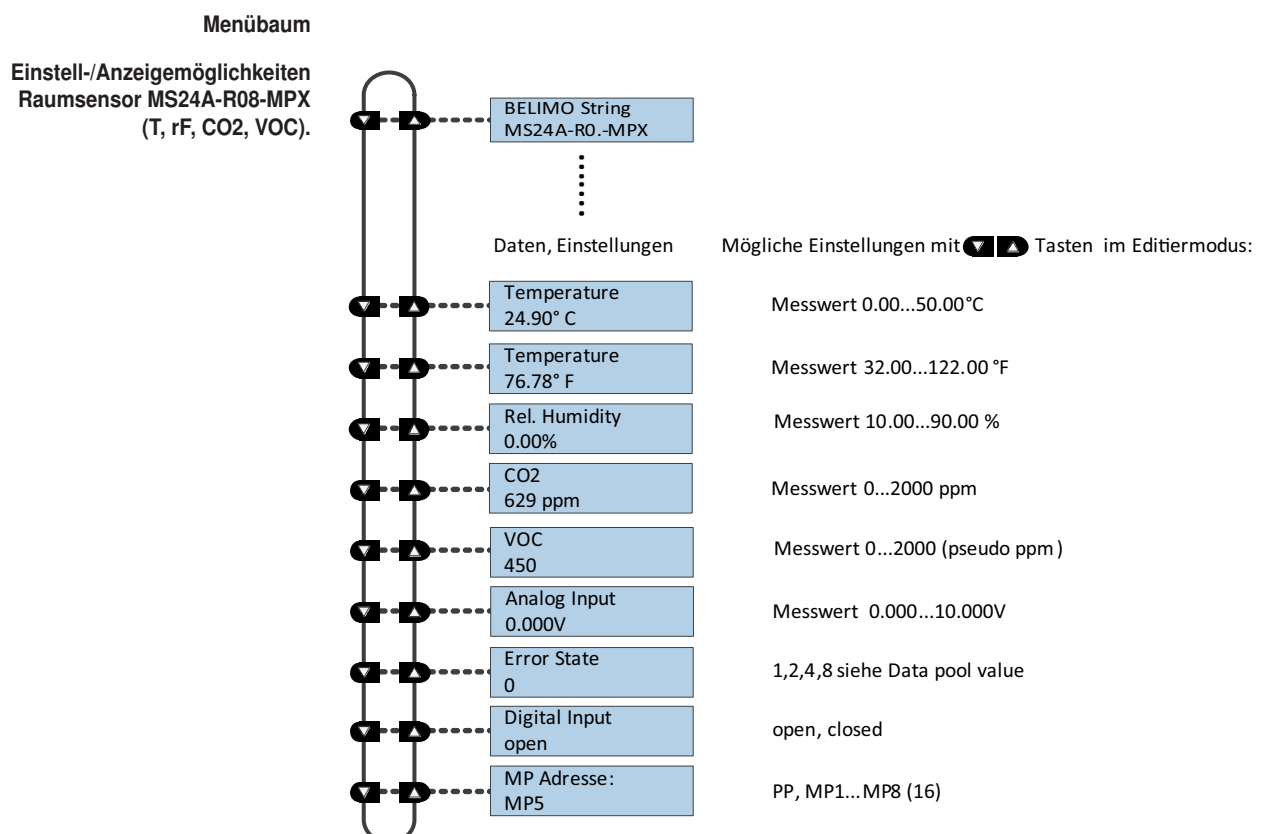 Menübaum
Einstell-/Anzeigemöglichkeiten
Raumsensor MS24A-R08-MPX
(T, rF, CO2, VOC).
BELIMO String
MS24A-R0.-MPX
Daten, Einstellungen
Mögliche Einstellungen mit Tasten im Editiermodus:
Temperature
24.90° C
Messwert 0.00...50.00°C
Temperature
76.78° F
Messwert 32.00...122.00 °F
Rel. Humidity
0.00%
Messwert 10.00...90.00 %
CO2
629 ppm
Messwert 0...2000 ppm
VOC
450
Messwert 0...2000 (pseudo ppm)
Analog Input
0.000V
Messwert 0.000...10.000V
Error State
0
1,2,4,8 siehe Data pool value
Digital Input
open
open, closed
MP Adresse:
MP5
PP, MP1...MP8 (16)